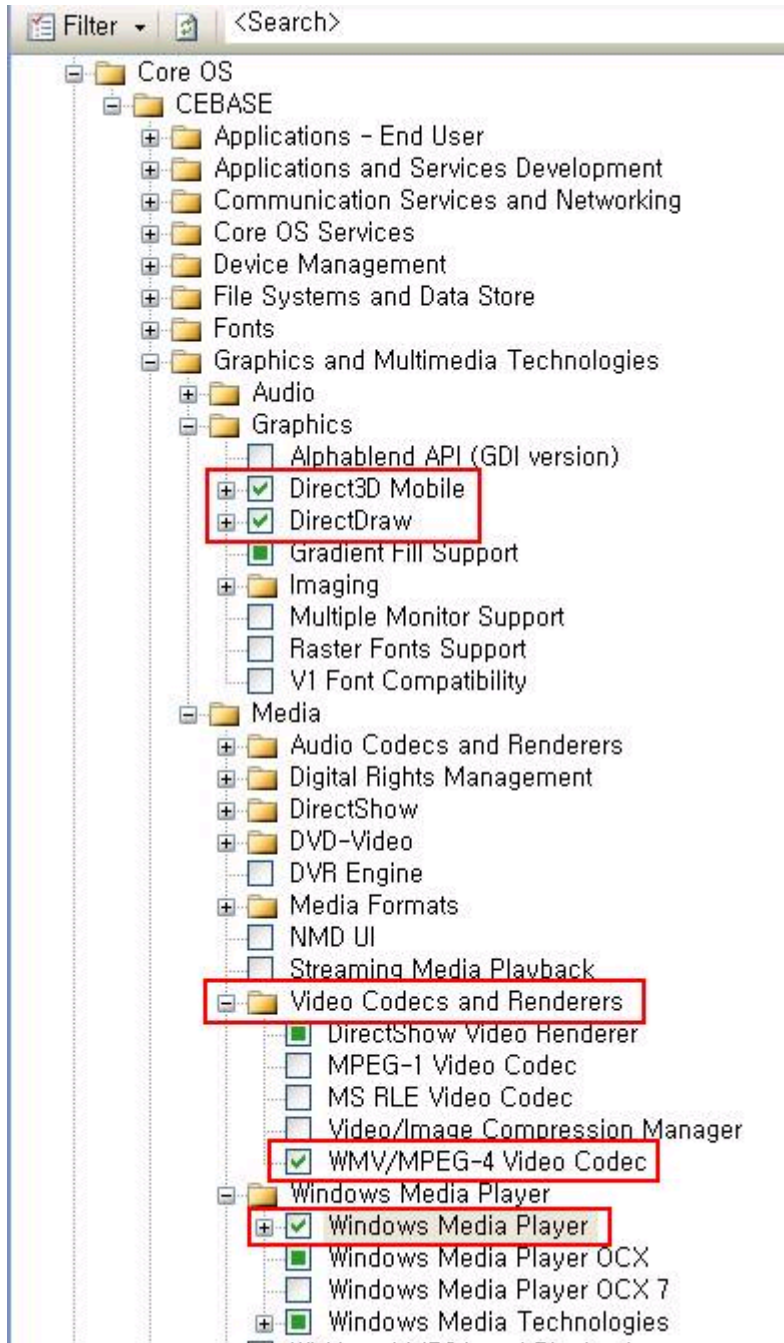 Filter <Search>
Core OS
CEBASE
Applications - End User
Applications and Services Development
Communication Services and Networking
Core OS Services
Device Management
File Systems and Data Store
Fonts
Graphics and Multimedia Technologies
Audio
Graphics
Alphablend API (GDI version)
Direct3D Mobile
DirectDraw
Gradient Fill Support
Imaging
Multiple Monitor Support
Raster Fonts Support
V1 Font Compatibility
Media
Audio Codecs and Renderers
Digital Rights Management
DirectShow
DVD-Video
DVR Engine
Media Formats
NMD UI
Streaming Media Playback
Video Codecs and Renderers
DirectShow Video Renderer
MPEG-1 Video Codec
MS RLE Video Codec
Video/Image Compression Manager
WMV/MPEG-4 Video Codec
Windows Media Player
Windows Media Player
Windows Media Player OCX
Windows Media Player OCX 7
Windows Media Technologies